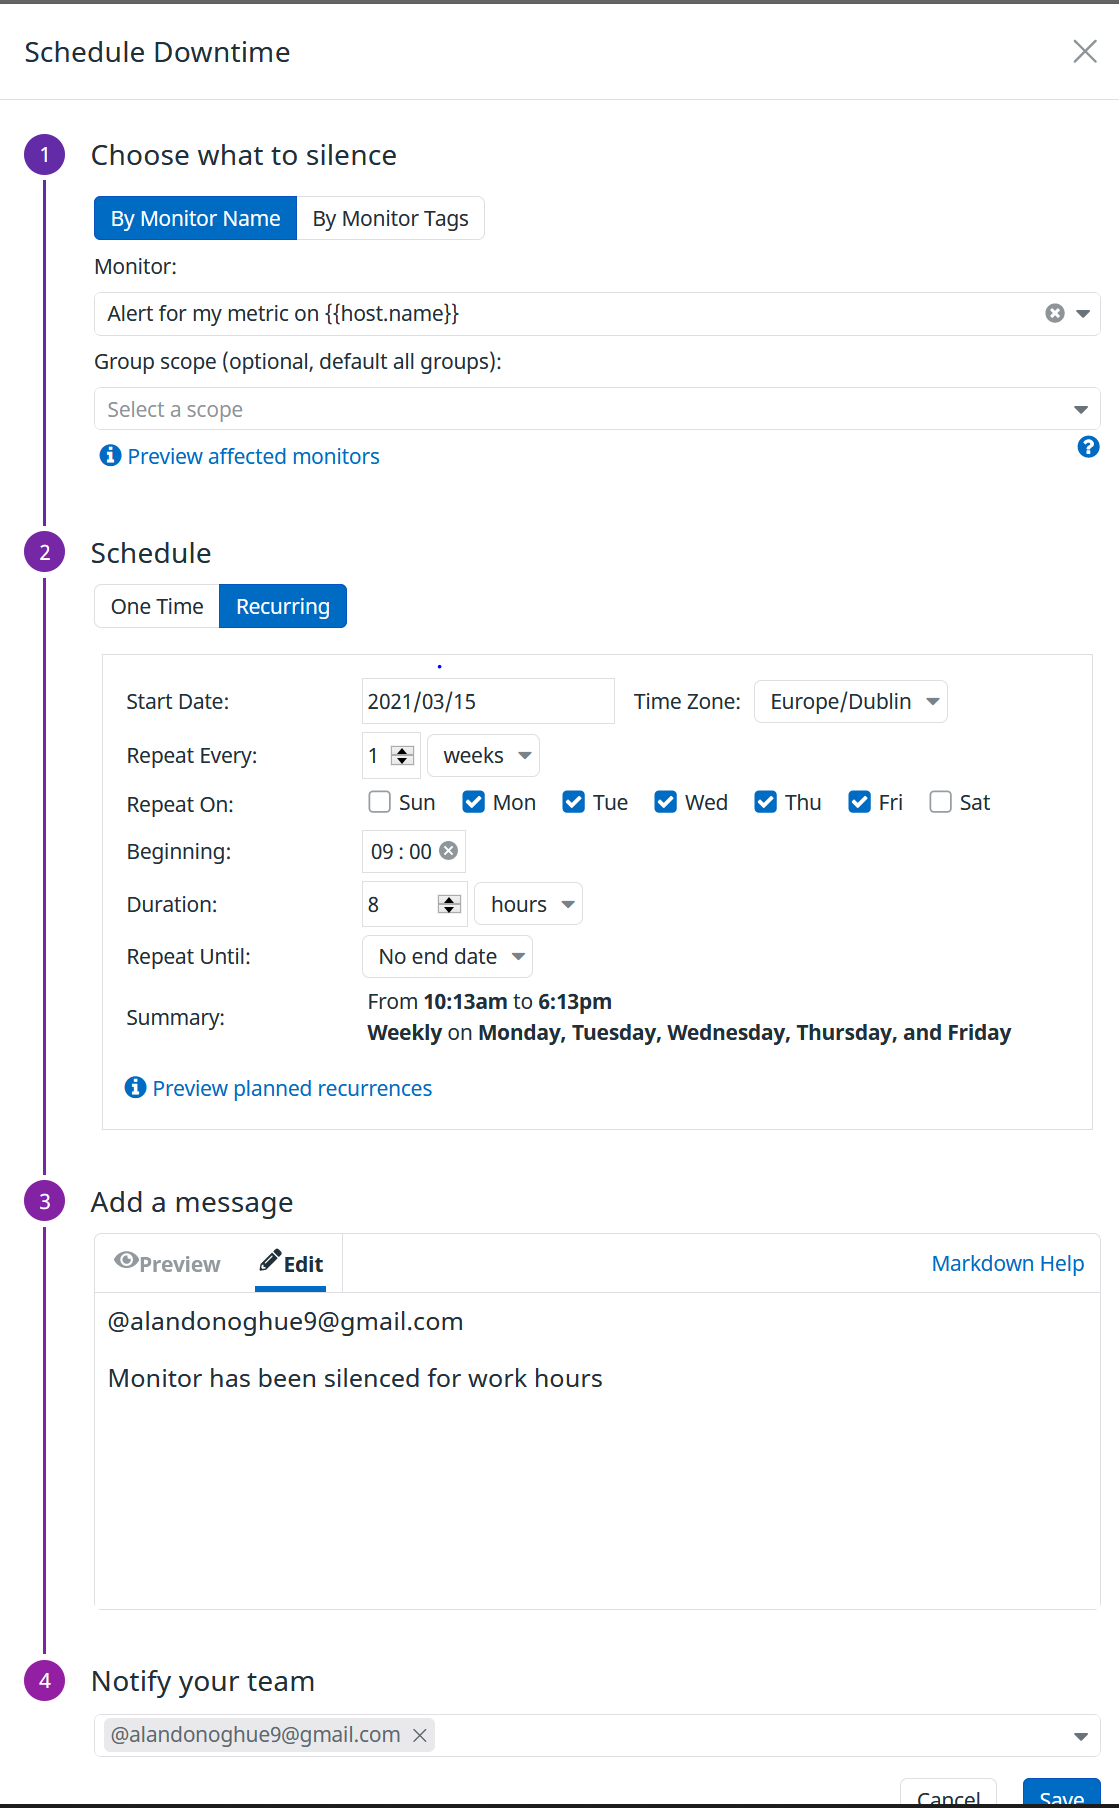 Schedule Downtime
1 Choose what to silence
By Monitor Name By Monitor Tags
Monitor:
Alert for my metric on {{host.name}}
Group scope (optional, default all groups):
Select a scope
Preview affected monitors
2 Schedule
One Time Recurring
Start Date: 2021/03/15 Time Zone: Europe/Dublin
Repeat Every: 1 weeks
Repeat On: Sun Mon Tue Wed Thu Fri Sat
Beginning: 09 : 00
Duration: 8 hours
Repeat Until: No end date
Summary: From 10:13am to 6:13pm
Weekly on Monday, Tuesday, Wednesday, Thursday, and Friday
Preview planned recurrences
3 Add a message
Preview Edit Markdown Help
@alandonoghue9@gmail.com
Monitor has been silenced for work hours
4 Notify your team
@alandonoghue9@gmail.com
Cancel Save